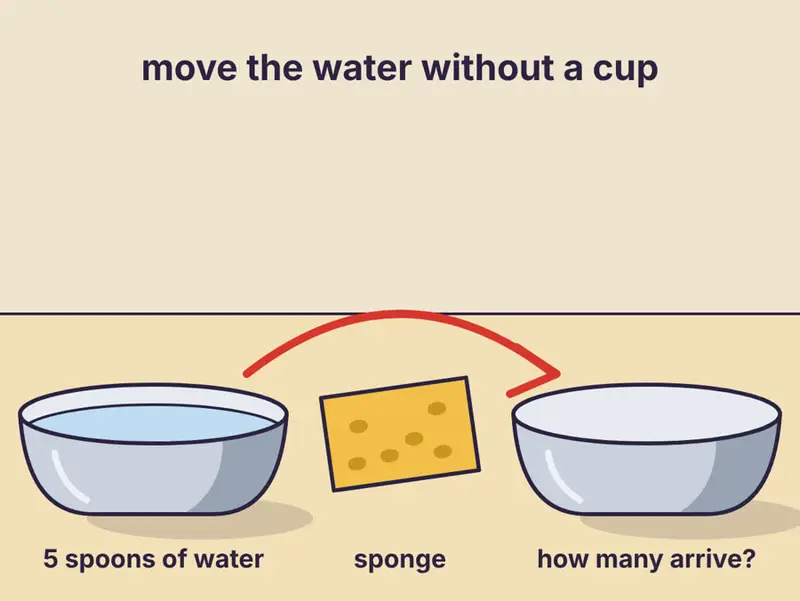 move the water without a cup
5 spoons of water
sponge
how many arrive?